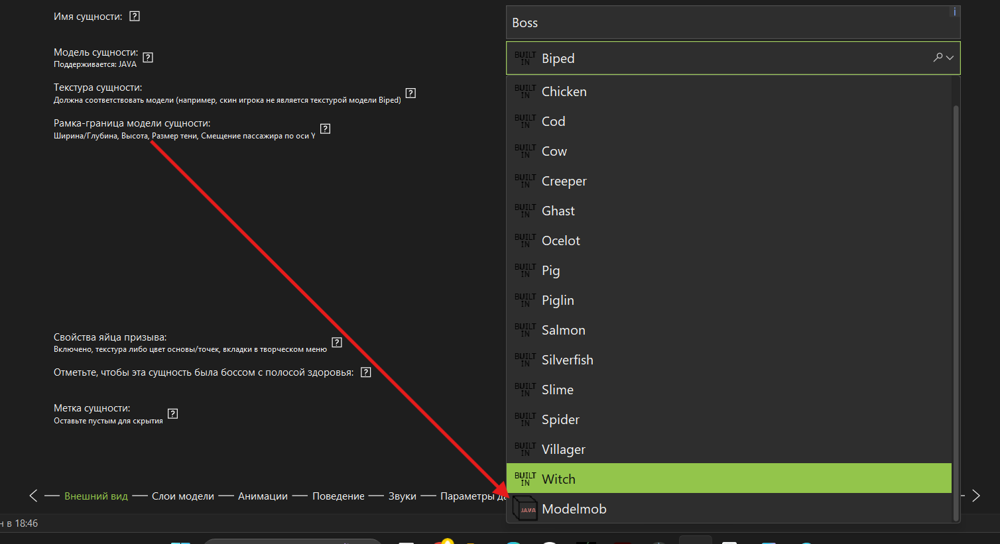 Имя сущности: ?
Boss
i
Модель сущности: ?
Поддерживается: JAVA
BUILT IN Biped
Текстура сущности: ?
Должна соответствовать модели (например, скин игрока не является текстурой модели Biped)
Рамка-граница модели сущности: ?
Ширина/Глубина, Высота, Размер тени, Смещение пассажира по оси Y
BUILT IN Chicken
BUILT IN Cod
BUILT IN Cow
BUILT IN Creeper
BUILT IN Ghast
BUILT IN Ocelot
BUILT IN Pig
BUILT IN Piglin
BUILT IN Salmon
BUILT IN Silverfish
BUILT IN Slime
BUILT IN Spider
BUILT IN Villager
BUILT IN Witch
JAVA Modelmob
Свойства яйца призыва: ?
Включено, текстура либо цвет основы/точек, вкладки в творческом меню
Отметьте, чтобы эта сущность была боссом с полосой здоровья: ?
Метка сущности: ?
Оставьте пустым для скрытия
Внешний вид — Слои модели — Анимации — Поведение — Звуки — Параметры
н в 18:46